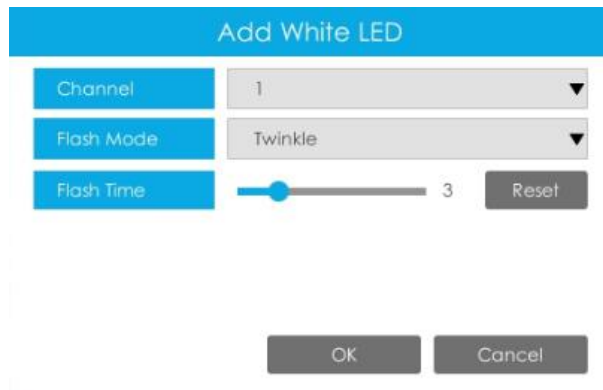 Add White LED
Channel 1
Flash Mode Twinkle
Flash Time 3 Reset
OK Cancel